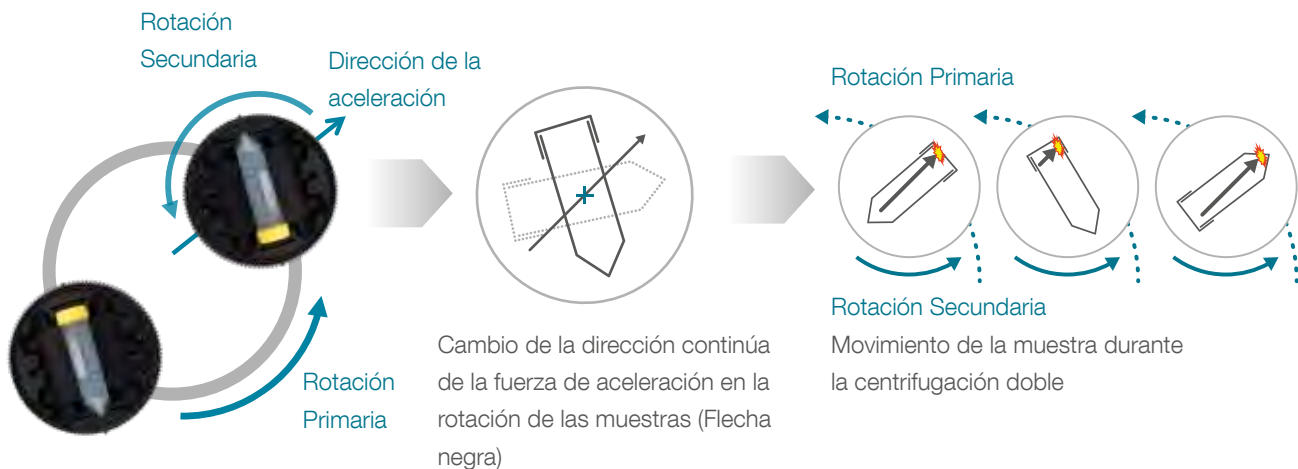 Rotación
Secundaria
Dirección de la
aceleración
Rotación
Primaria
Cambio de la dirección continúa
de la fuerza de aceleración en la
rotación de las muestras (Flecha
negra)
Rotación Primaria
Rotación Secundaria
Movimiento de la muestra durante
la centrifugación doble